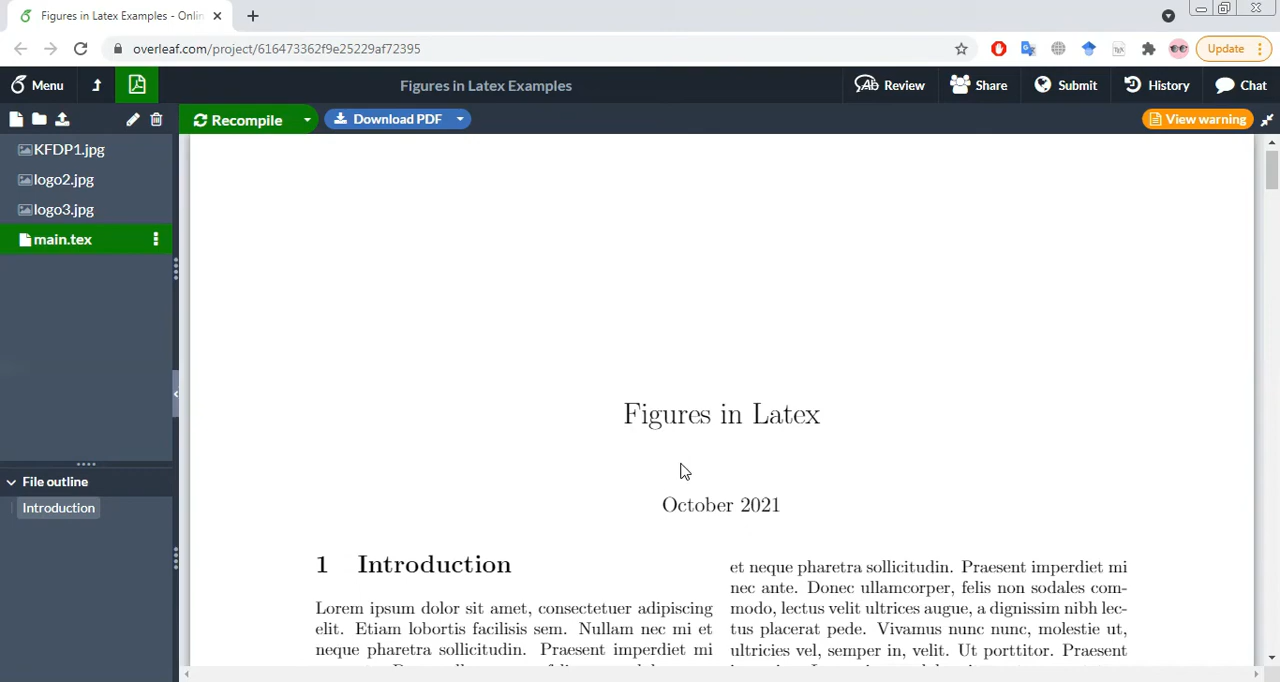 Figures in Latex Examples - Onlin
overleaf.com/project/616473362f9e25229af72395
Update
Menu
Figures in Latex Examples
Review
Share
Submit
History
Chat
Recompile
Download PDF
View warning
KFDP1.jpg
logo2.jpg
logo3.jpg
main.tex
File outline
Introduction
Figures in Latex
October 2021
1 Introduction
Lorem ipsum dolor sit amet, consectetuer adipiscing
elit. Etiam lobortis facilisis sem. Nullam nec mi et
neque pharetra sollicitudin. Praesent imperdiet mi
et neque pharetra sollicitudin. Praesent imperdiet mi
nec ante. Donec ullamcorper, felis non sodales com-
modo, lectus velit ultrices augue, a dignissim nibh lec-
tus placerat pede. Vivamus nunc nunc, molestie ut,
ultricies vel, semper in, velit. Ut porttitor. Praesent